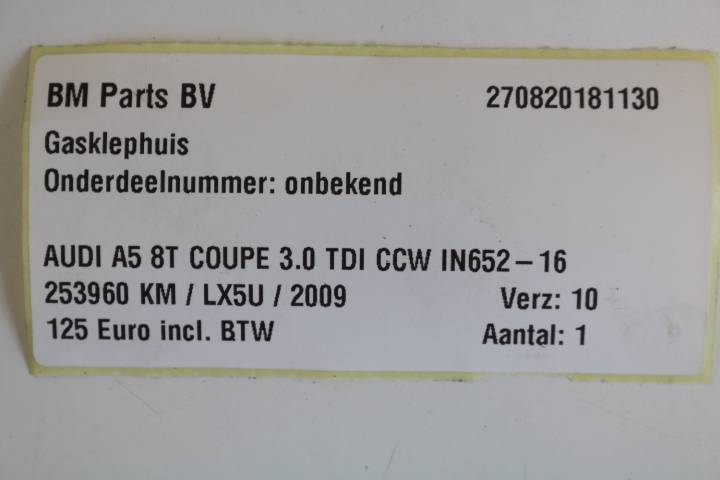 BM Parts BV 270820181130
Gasklephuis
Onderdeelnummer: onbekend
AUDI A5 8T COUPE 3.0 TDI CCW IN652-16
253960 KM / LX5U / 2009 Verz: 10
125 Euro incl. BTW Aantal: 1